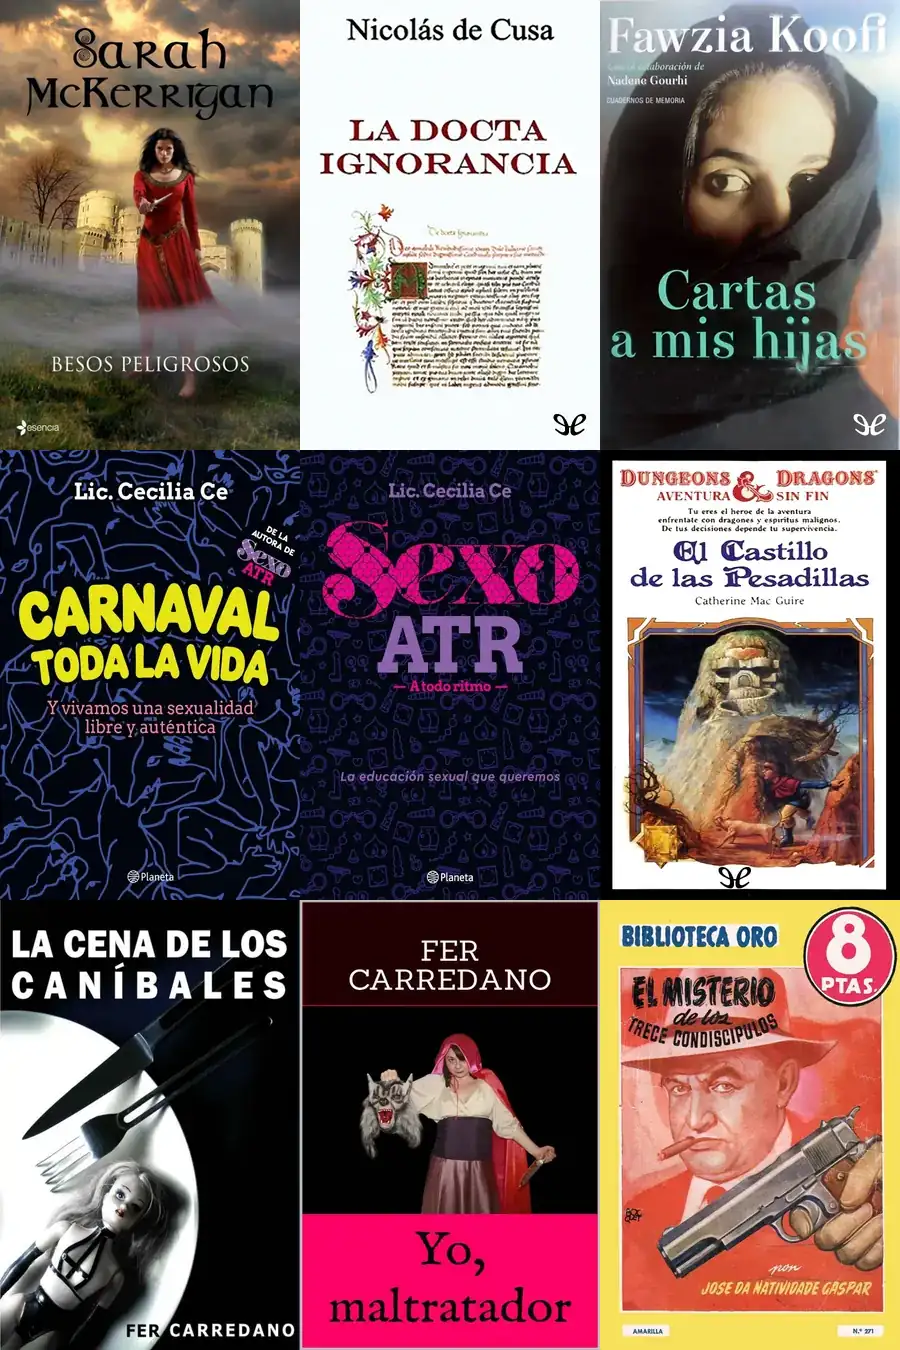 Sarah
McKerrigan
BESOS PELIGROSOS
esencia
Nicolás de Cusa
LA DOCTA
IGNORANCIA
Fawzia Koofi
Nadene Gourhi
CUADERNOS DE MEMORIA
Cartas
a mis hijas
Lic. Cecilia Ce
DE LA
AUTORA DE
Sexo
ATR
CARNAVAL
TODA LA VIDA
Y vivamos una sexualidad
libre y auténtica
Planeta
Lic. Cecilia Ce
Sexo
ATR
— A todo ritmo —
La educación sexual que queremos
Planeta
DUNGEONS & DRAGONS
AVENTURA SIN FIN
Tu eres el heroe de la aventura
enfrentate con dragones y espiritus malignos.
De tus decisiones depende tu supervivencia.
El Castillo
de las Pesadillas
Catherine Mac Guire
LA CENA DE LOS
CANÍBALES
FER CARREDANO
FER
CARREDANO
Yo,
maltratador
BIBLIOTECA ORO
8
PTAS.
EL MISTERIO
de los
TRECE CONDISCIPULOS
por
JOSE DA NATIVIDADE GASPAR
AMARILLA
N.º 271